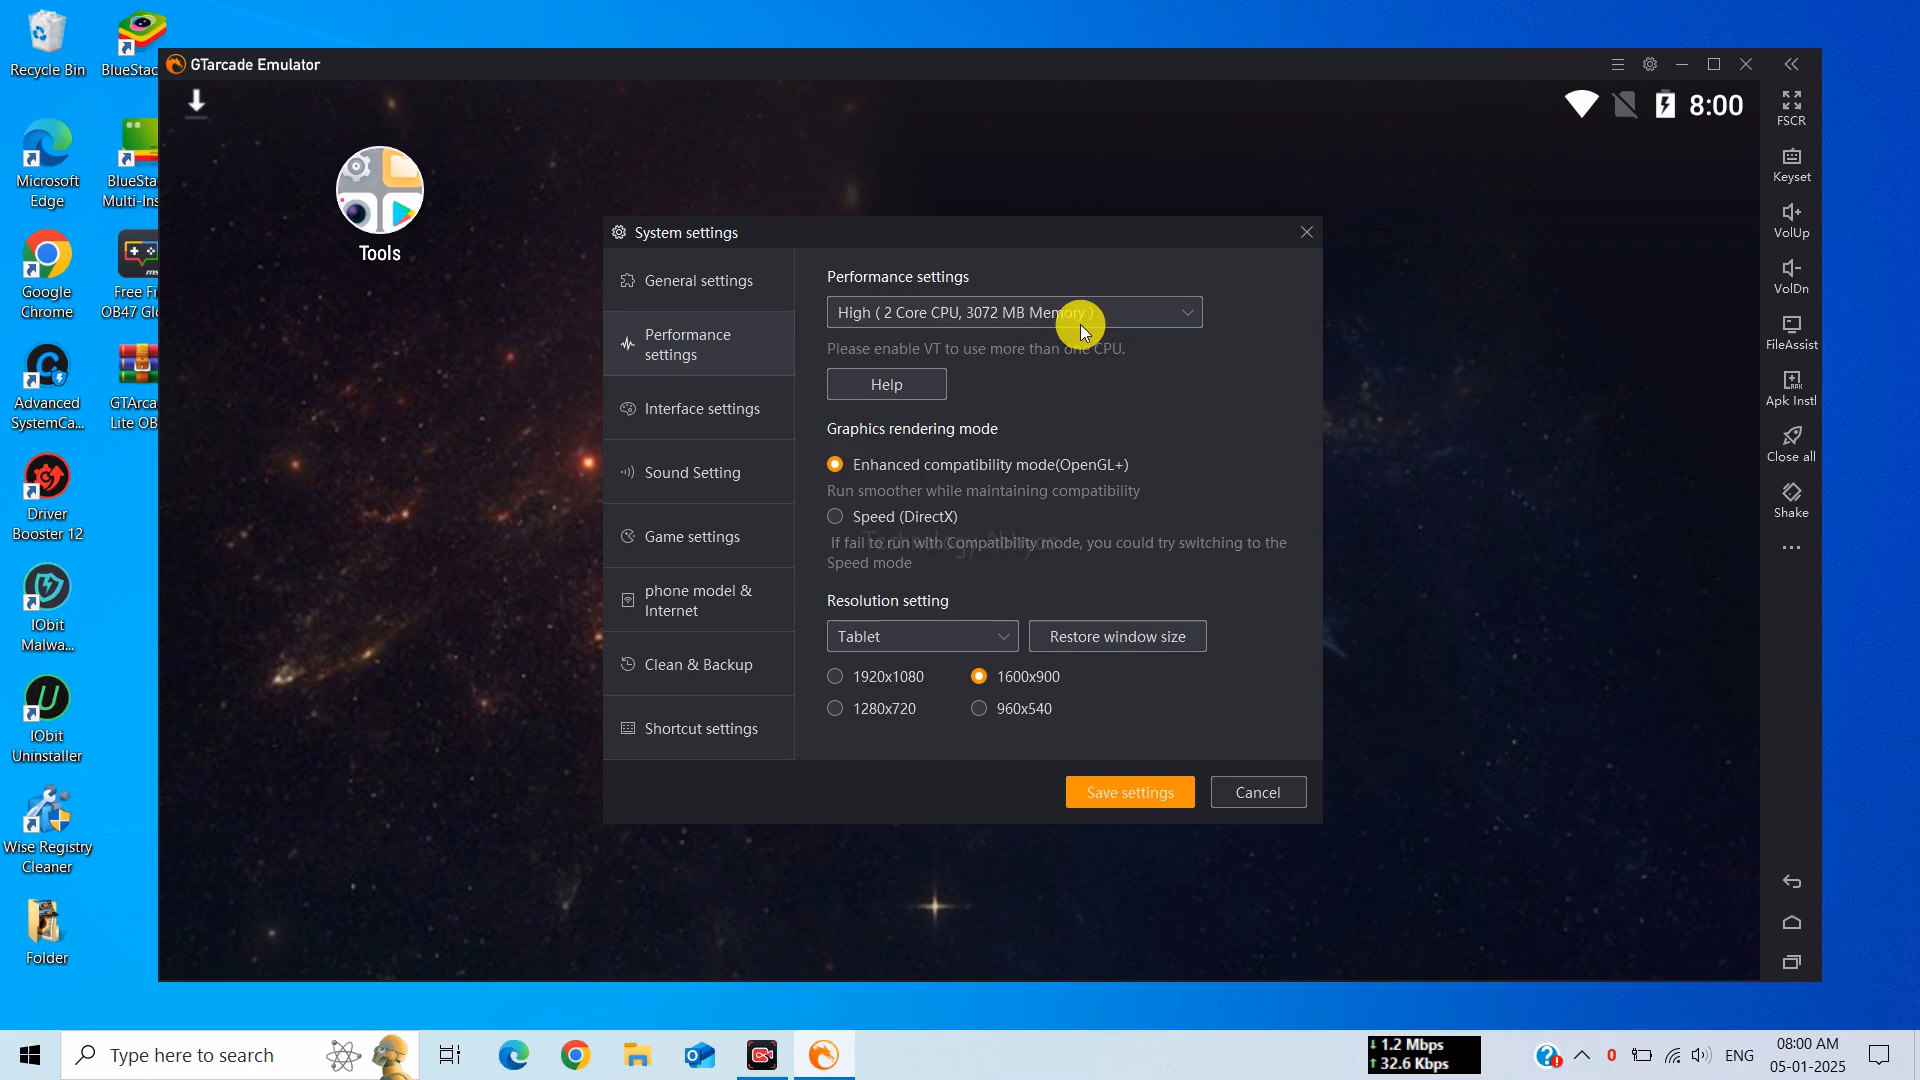 Recycle Bin
BlueStac
Microsoft
Edge
BlueSta
Multi-Ins
Google
Chrome
Free Fi
OB47 Glo
Advanced
SystemCa...
GTArca
Lite OB
Driver
Booster 12
IObit
Malwa...
IObit
Uninstaller
Wise Registry
Cleaner
Folder
GTarcade Emulator
8:00
Tools
System settings
General settings
Performance
settings
Interface settings
Sound Setting
Game settings
phone model &
Internet
Clean & Backup
Shortcut settings
Performance settings
High ( 2 Core CPU, 3072 MB Memory )
Please enable VT to use more than one CPU.
Help
Graphics rendering mode
Enhanced compatibility mode(OpenGL+)
Run smoother while maintaining compatibility
Speed (DirectX)
If fail to run with Compatibility mode, you could try switching to the
Speed mode
Resolution setting
Tablet
Restore window size
1920x1080
1600x900
1280x720
960x540
Save settings
Cancel
FSCR
Keyset
VolUp
VolDn
FileAssist
APK
Apk Instl
Close all
Shake
Type here to search
1.2 Mbps
32.6 Kbps
0
ENG
08:00 AM
05-01-2025